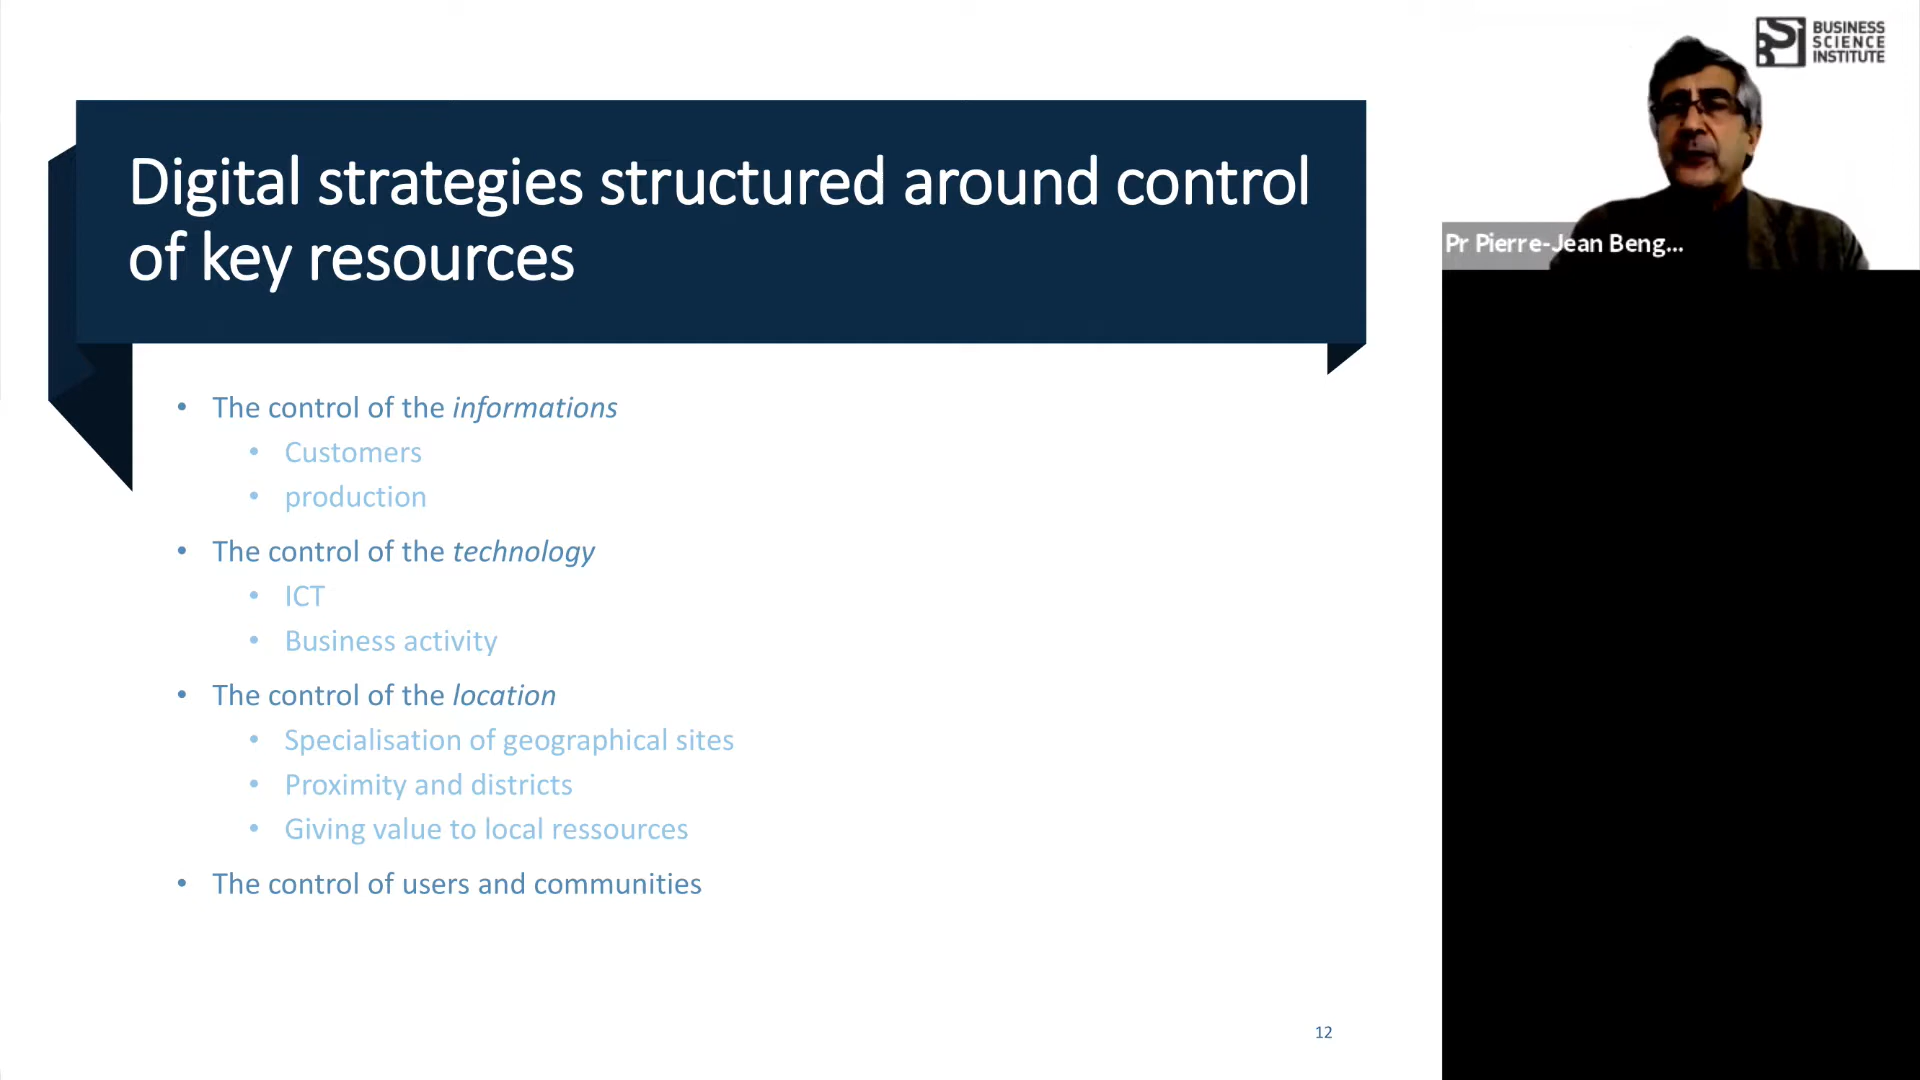 BUSINESS
SCIENCE
INSTITUTE
Digital strategies structured around control
of key resources
Pr Pierre-Jean Beng...
• The control of the informations
• Customers
• production
• The control of the technology
• ICT
• Business activity
• The control of the location
• Specialisation of geographical sites
• Proximity and districts
• Giving value to local ressources
• The control of users and communities
12